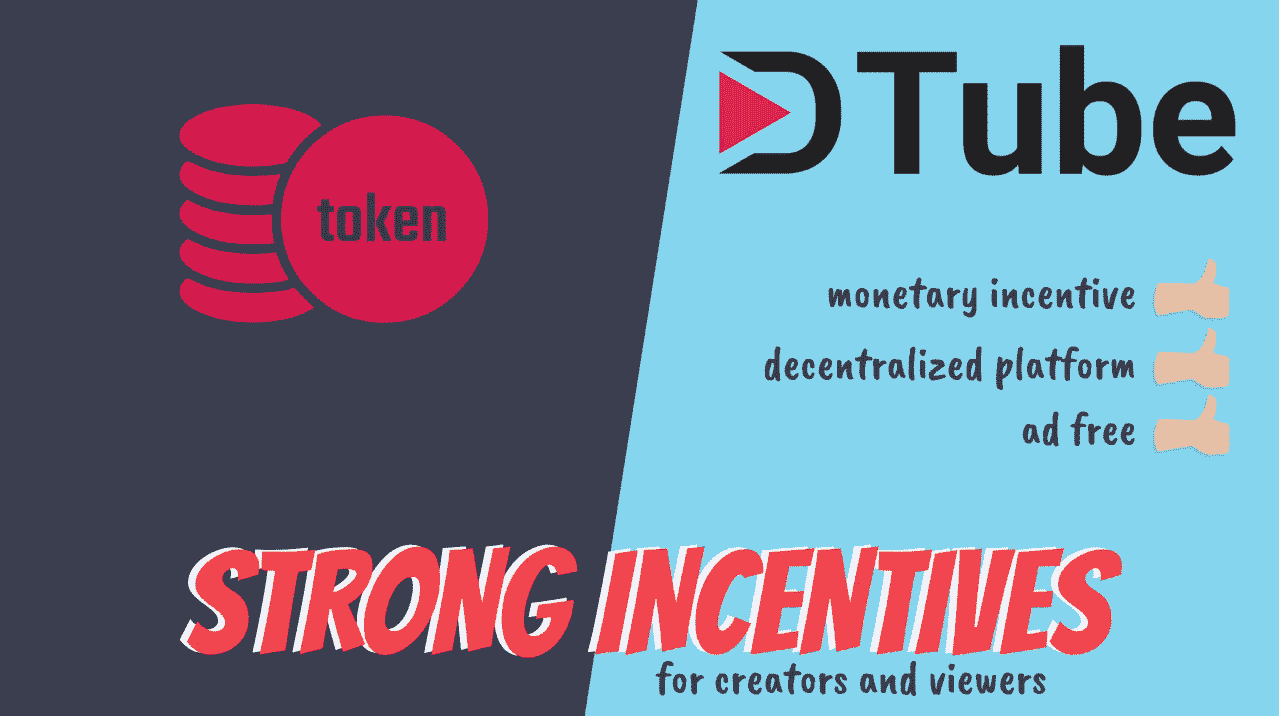 token
DTube
monetary incentive
decentralized platform
ad free
STRONG INCENTIVES
for creators and viewers